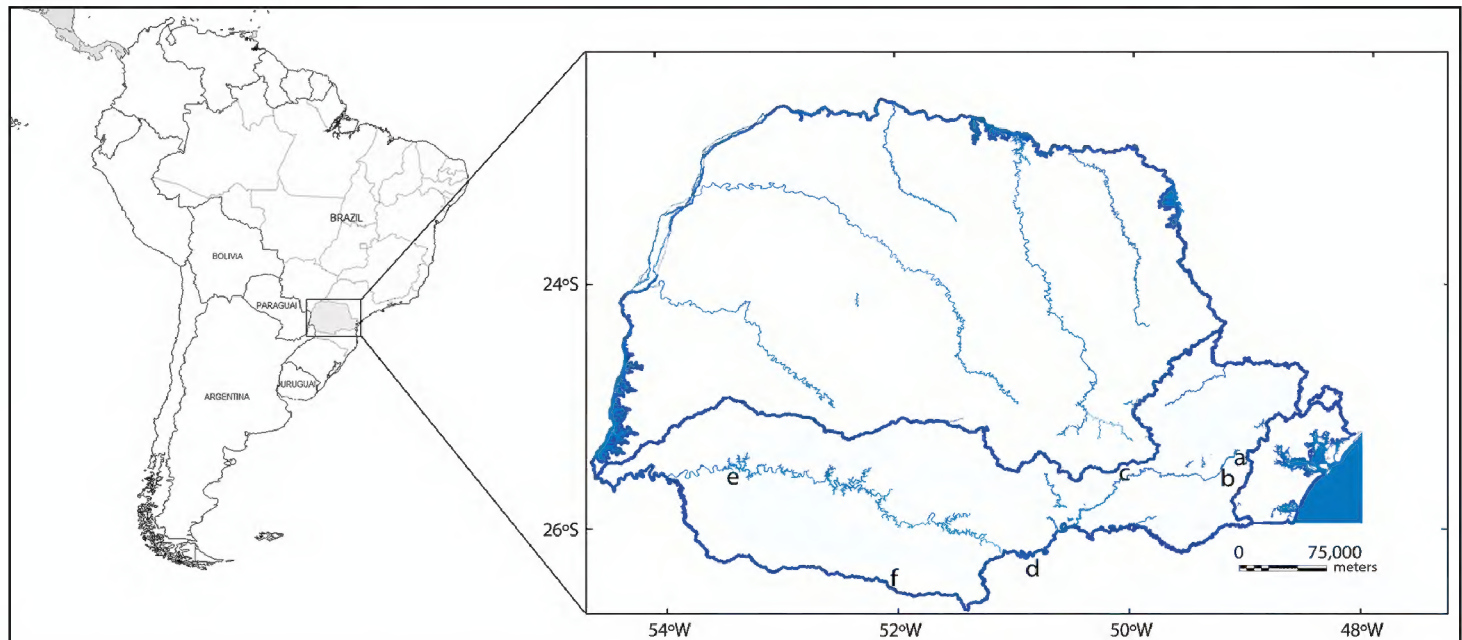 BRAZIL
BOLIVIA
PARAGUAI
URUGUAI
ARGENTINA
24ºS
26ºS
a
b
c
d
e
f
0 75,000
meters
54ºW 52ºW 50ºW 48ºW